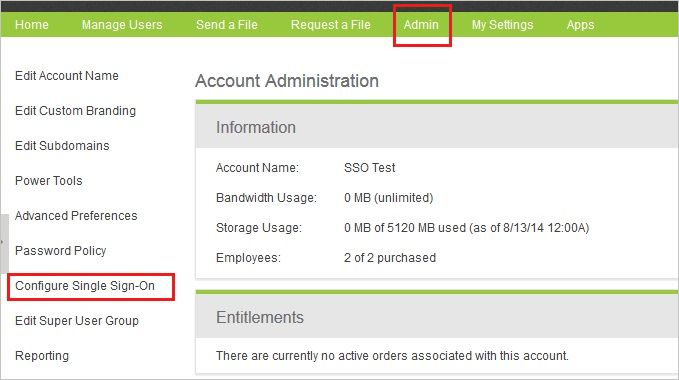 Home Manage Users Send a File Request a File Admin My Settings Apps
Edit Account Name
Edit Custom Branding
Edit Subdomains
Power Tools
Advanced Preferences
Password Policy
Configure Single Sign-On
Edit Super User Group
Reporting
Account Administration
Information
Account Name: SSO Test
Bandwidth Usage: 0 MB (unlimited)
Storage Usage: 0 MB of 5120 MB used (as of 8/13/14 12:00A)
Employees: 2 of 2 purchased
Entitlements
There are currently no active orders associated with this account.